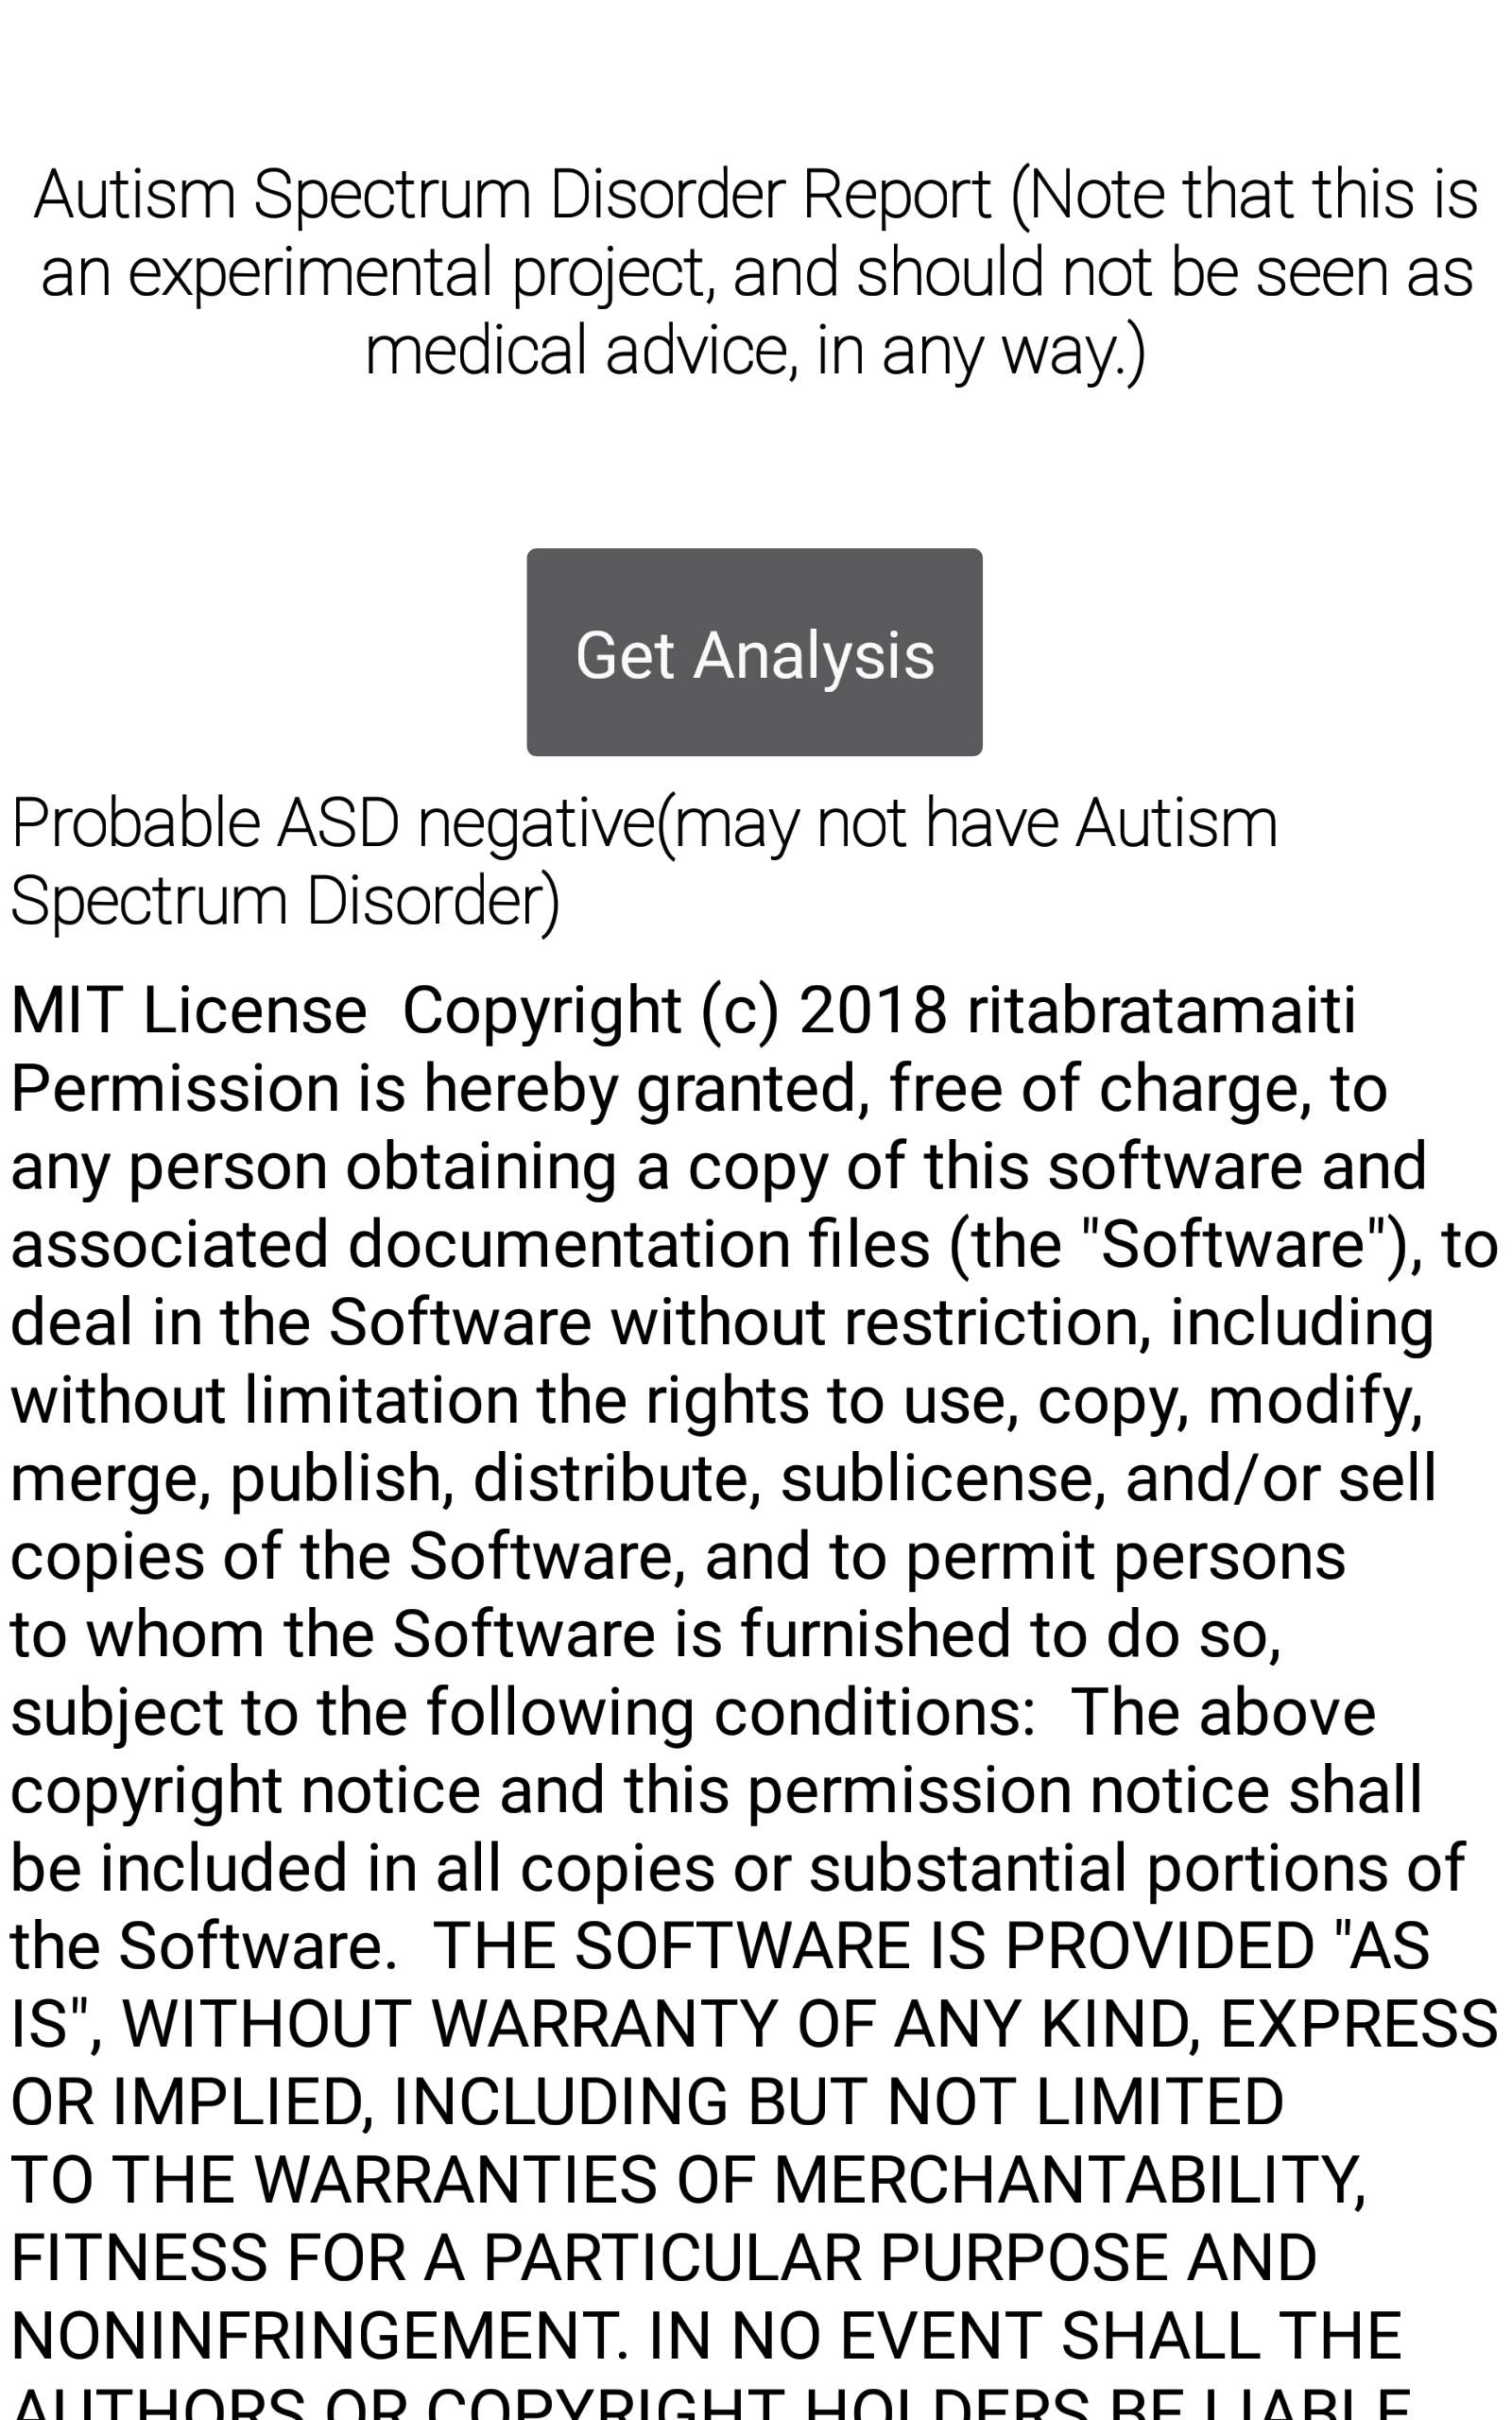 Autism Spectrum Disorder Report (Note that this is
an experimental project, and should not be seen as
medical advice, in any way.)
Get Analysis
Probable ASD negative(may not have Autism
Spectrum Disorder)
MIT License  Copyright (c) 2018 ritabratamaiti
Permission is hereby granted, free of charge, to
any person obtaining a copy of this software and
associated documentation files (the "Software"), to
deal in the Software without restriction, including
without limitation the rights to use, copy, modify,
merge, publish, distribute, sublicense, and/or sell
copies of the Software, and to permit persons
to whom the Software is furnished to do so,
subject to the following conditions:  The above
copyright notice and this permission notice shall
be included in all copies or substantial portions of
the Software.  THE SOFTWARE IS PROVIDED "AS
IS", WITHOUT WARRANTY OF ANY KIND, EXPRESS
OR IMPLIED, INCLUDING BUT NOT LIMITED
TO THE WARRANTIES OF MERCHANTABILITY,
FITNESS FOR A PARTICULAR PURPOSE AND
NONINFRINGEMENT. IN NO EVENT SHALL THE
AUTHORS OR COPYRIGHT HOLDERS BE LIABLE